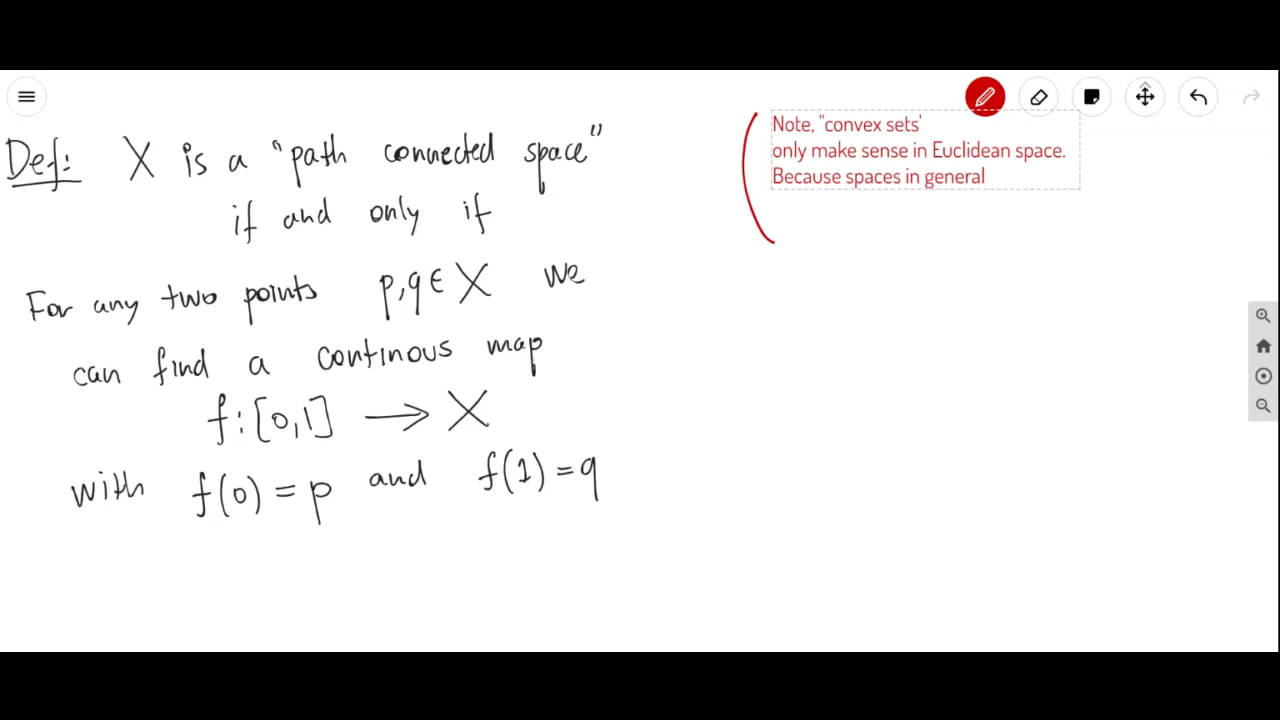 Def: X is a "path connected space"
if and only if
For any two points p,q ∈ X we
can find a continous map
f:[0,1] → X
with f(0) = p and f(1) = q
Note, "convex sets'
only make sense in Euclidean space.
Because spaces in general